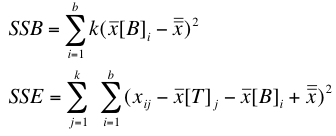 SSB = \sum_{i=1}^{b} k(\bar{x}[B]_i - \bar{\bar{x}})^2
SSE = \sum_{j=1}^{k} \sum_{i=1}^{b} (x_{ij} - \bar{x}[T]_j - \bar{x}[B]_i + \bar{\bar{x}})^2